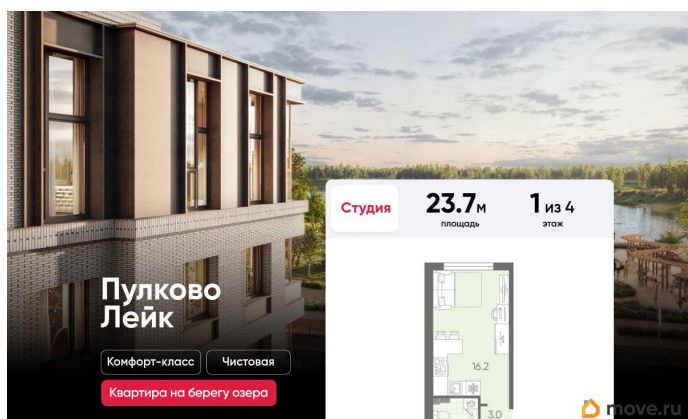 Студия
23.7м
площадь
1 из 4
этаж
Пулково
Лейк
Комфорт-класс
Чистовая
Квартира на берегу озера
16.2
3.0
move.ru